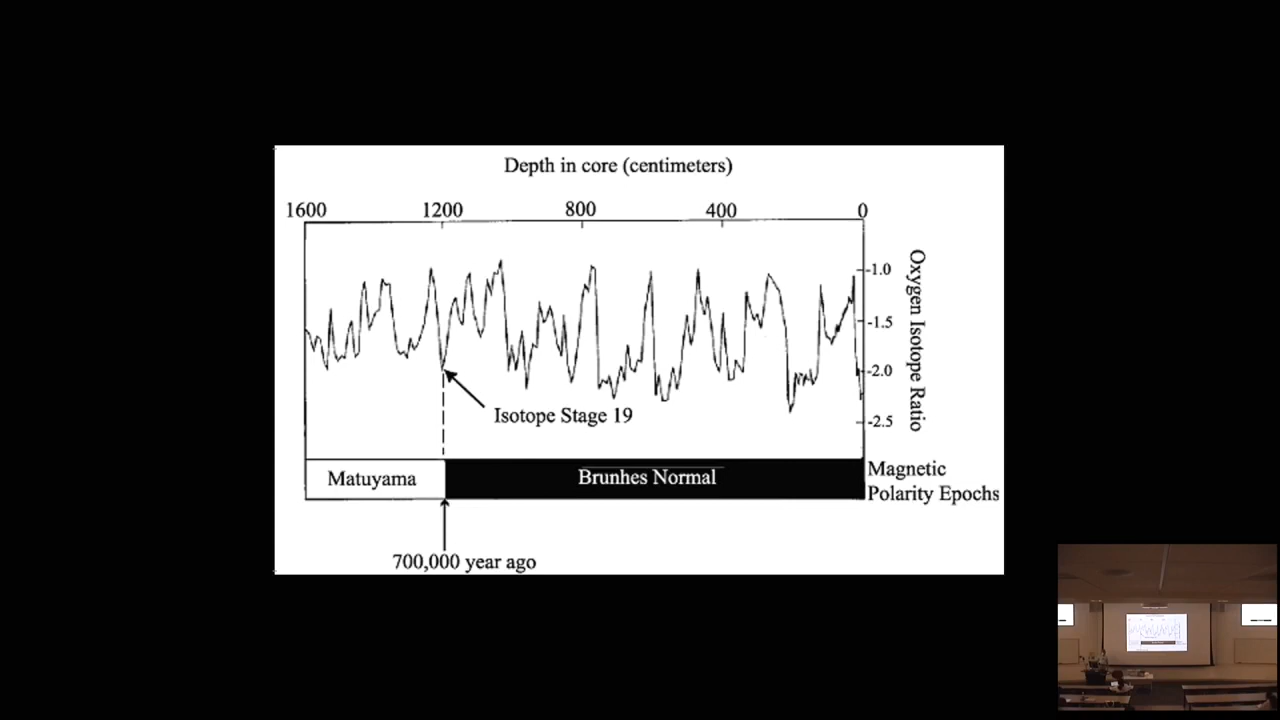 Depth in core (centimeters)
1600 1200 800 400 0
-1.0
-1.5
-2.0
-2.5
Oxygen Isotope Ratio
Isotope Stage 19
Matuyama
Brunhes Normal
Magnetic
Polarity Epochs
700,000 year ago